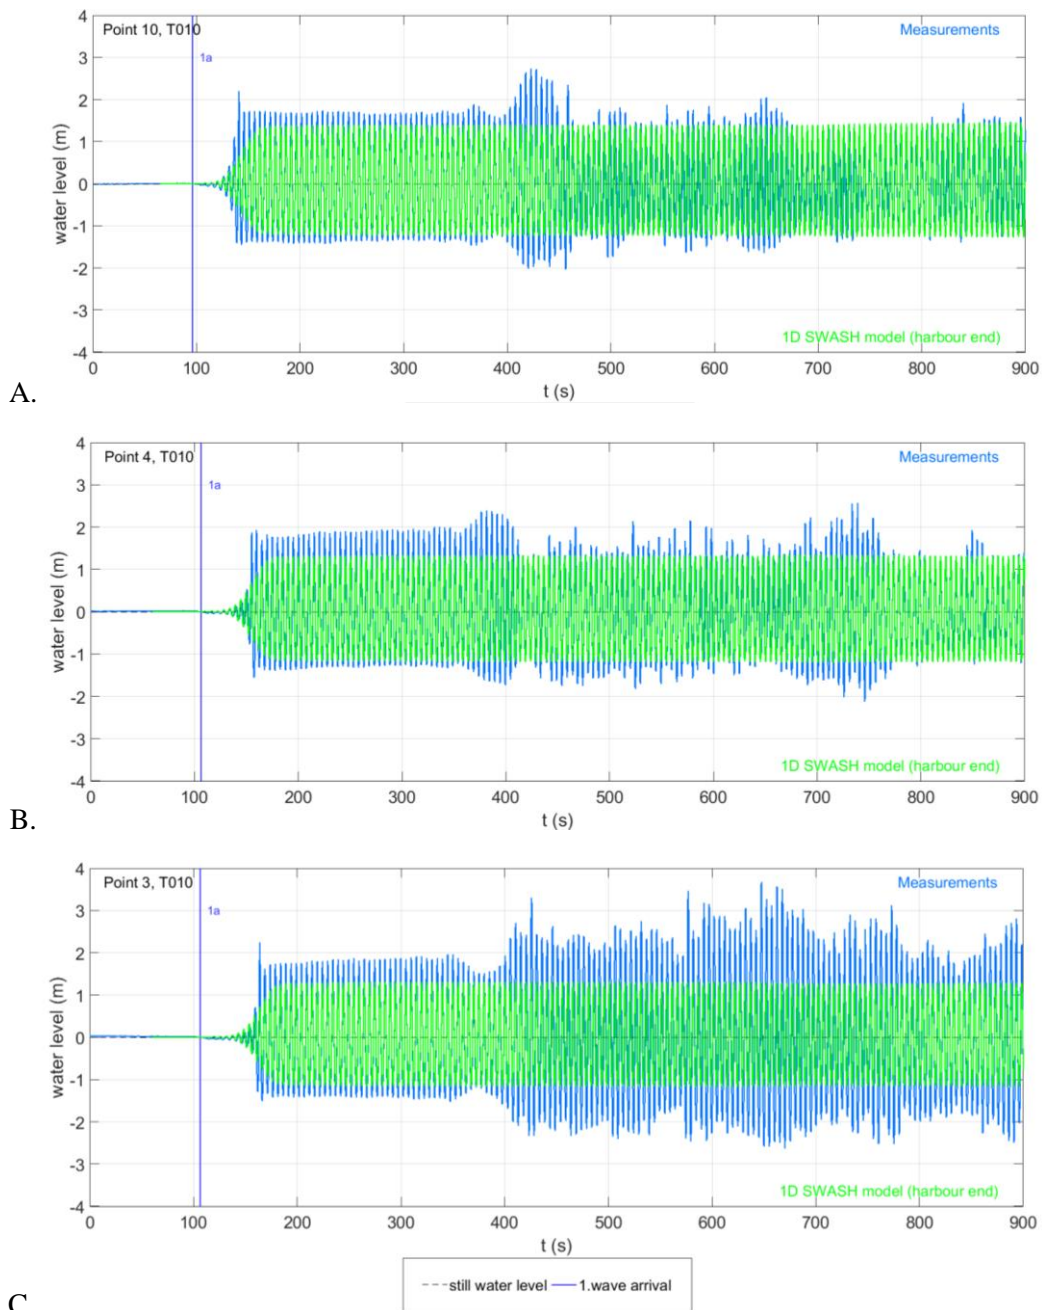 Point 10, T010
Measurements
1a
4
3
2
1
0
-1
-2
-3
-4
water level (m)
1D SWASH model (harbour end)
0 100 200 300 400 500 600 700 800 900
t (s)
A.
Point 4, T010
Measurements
1a
4
3
2
1
0
-1
-2
-3
-4
water level (m)
1D SWASH model (harbour end)
0 100 200 300 400 500 600 700 800 900
t (s)
B.
Point 3, T010
Measurements
1a
4
3
2
1
0
-1
-2
-3
-4
water level (m)
1D SWASH model (harbour end)
0 100 200 300 400 500 600 700 800 900
t (s)
still water level 1.wave arrival
C